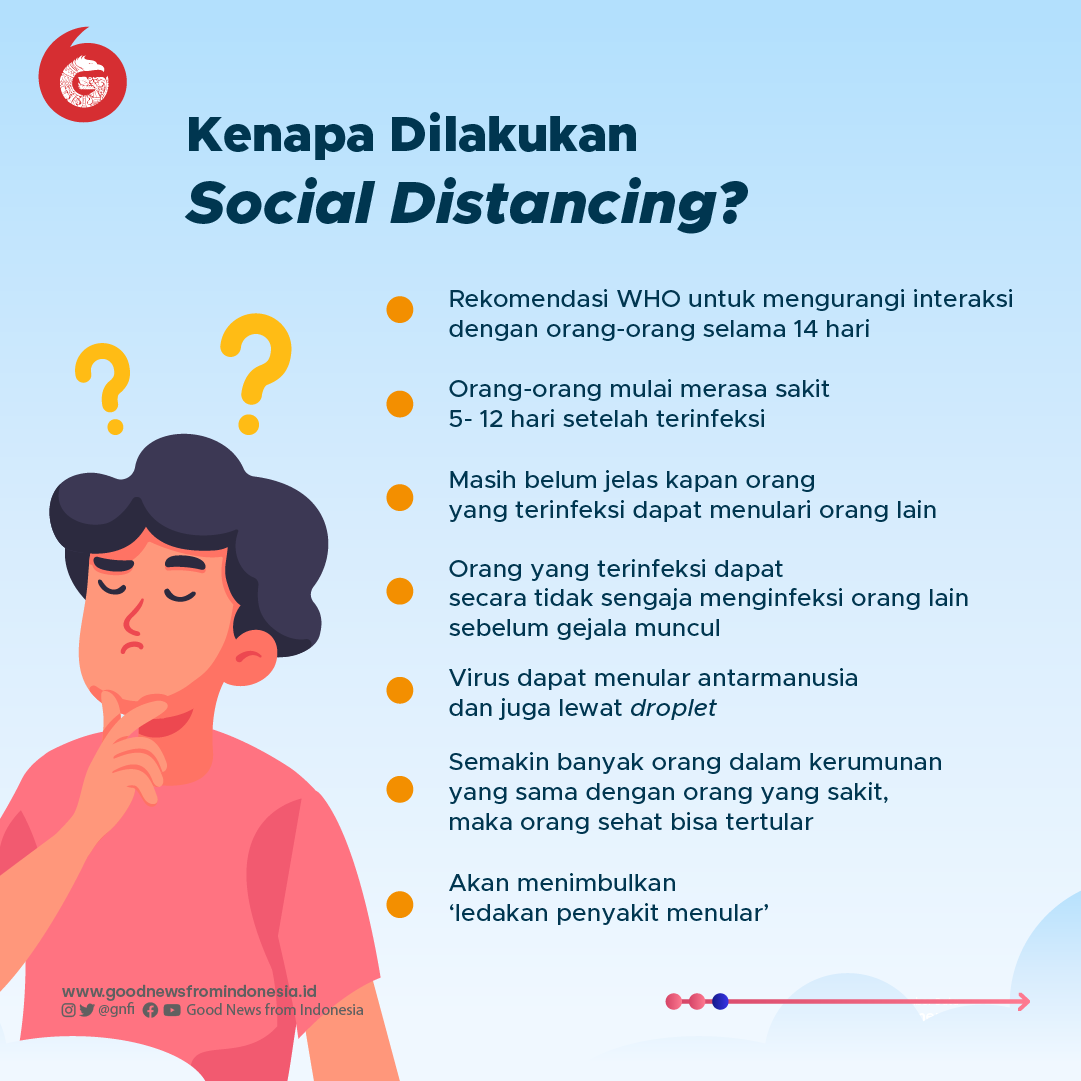 Kenapa Dilakukan
Social Distancing?
Rekomendasi WHO untuk mengurangi interaksi
dengan orang-orang selama 14 hari
Orang-orang mulai merasa sakit
5- 12 hari setelah terinfeksi
Masih belum jelas kapan orang
yang terinfeksi dapat menulari orang lain
Orang yang terinfeksi dapat
secara tidak sengaja menginfeksi orang lain
sebelum gejala muncul
Virus dapat menular antarmanusia
dan juga lewat droplet
Semakin banyak orang dalam kerumunan
yang sama dengan orang yang sakit,
maka orang sehat bisa tertular
Akan menimbulkan
‘ledakan penyakit menular’
www.goodnewsfromindonesia.id
@gnfi Good News from Indonesia